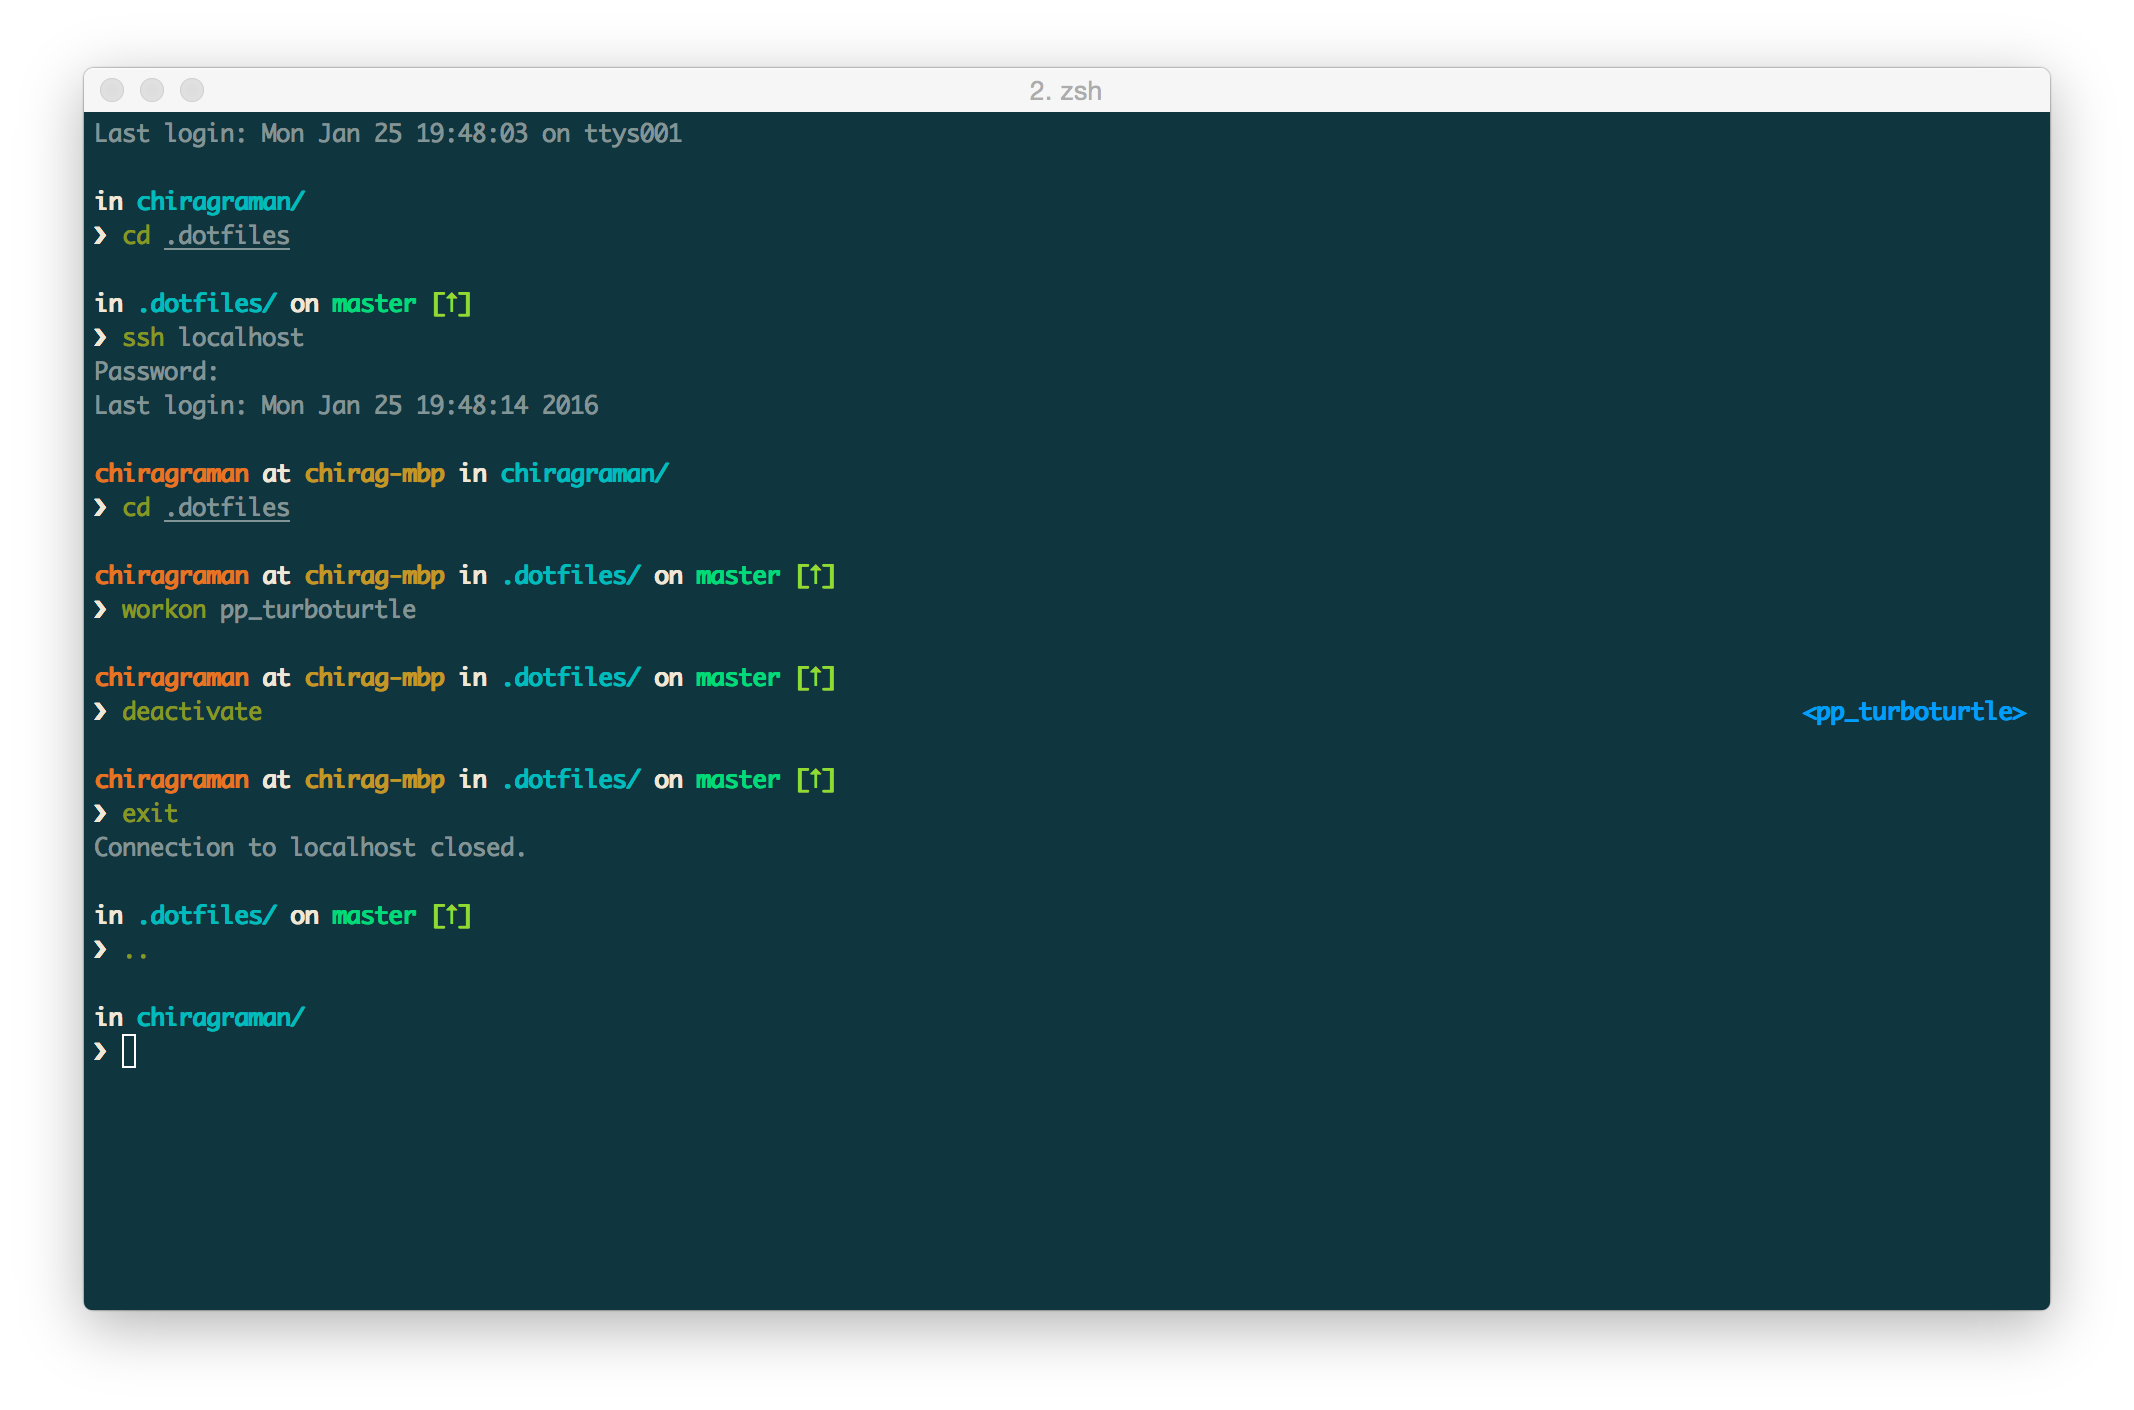 2. zsh
Last login: Mon Jan 25 19:48:03 on ttys001
in chiragraman/
❯ cd .dotfiles
in .dotfiles/ on master [↑]
❯ ssh localhost
Password:
Last login: Mon Jan 25 19:48:14 2016
chiragraman at chirag-mbp in chiragraman/
❯ cd .dotfiles
chiragraman at chirag-mbp in .dotfiles/ on master [↑]
❯ workon pp_turboturtle
chiragraman at chirag-mbp in .dotfiles/ on master [↑]
❯ deactivate <pp_turboturtle>
chiragraman at chirag-mbp in .dotfiles/ on master [↑]
❯ exit
Connection to localhost closed.
in .dotfiles/ on master [↑]
❯ ..
in chiragraman/
❯